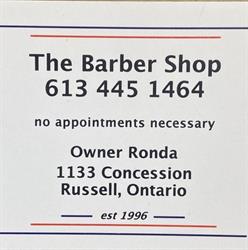 The Barber Shop
613 445 1464
no appointments necessary
Owner Ronda
1133 Concession
Russell, Ontario
est 1996